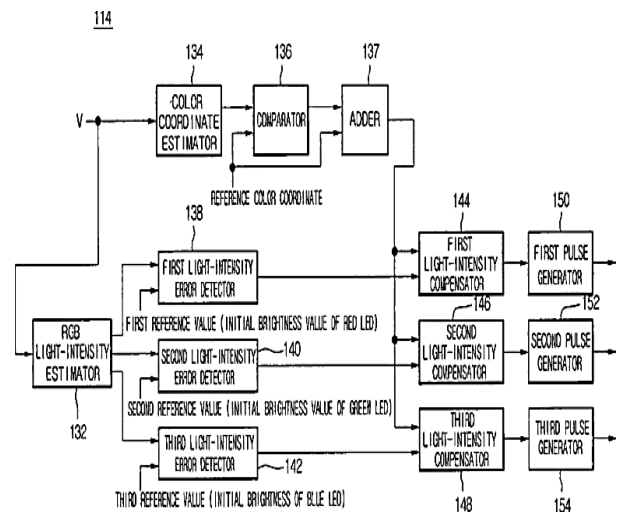 114
134
136
137
V
COLOR
COORDINATE
ESTIMATOR
COMPARATOR
ADDER
REFERENCE COLOR COORDINATE
138
144
150
FIRST LIGHT-INTENSITY
ERROR DETECTOR
FIRST
LIGHT-INTENSITY
COMPENSATOR
FIRST PULSE
GENERATOR
FIRST REFERENCE VALUE (INITIAL BRIGHTNESS VALUE OF RED LED)
146
152
RGB
LIGHT-INTENSITY
ESTIMATOR
132
140
SECOND LIGHT-INTENSITY
ERROR DETECTOR
SECOND
LIGHT-INTENSITY
COMPENSATOR
SECOND PULSE
GENERATOR
SECOND REFERENCE VALUE (INITIAL BRIGHTNESS VALUE OF GREEN LED)
THIRD LIGHT-INTENSITY
ERROR DETECTOR
142
THIRD
LIGHT-INTENSITY
COMPENSATOR
148
THIRD PULSE
GENERATOR
154
THIRD REFERENCE VALUE (INITIAL BRIGHTNESS OF BLUE LED)